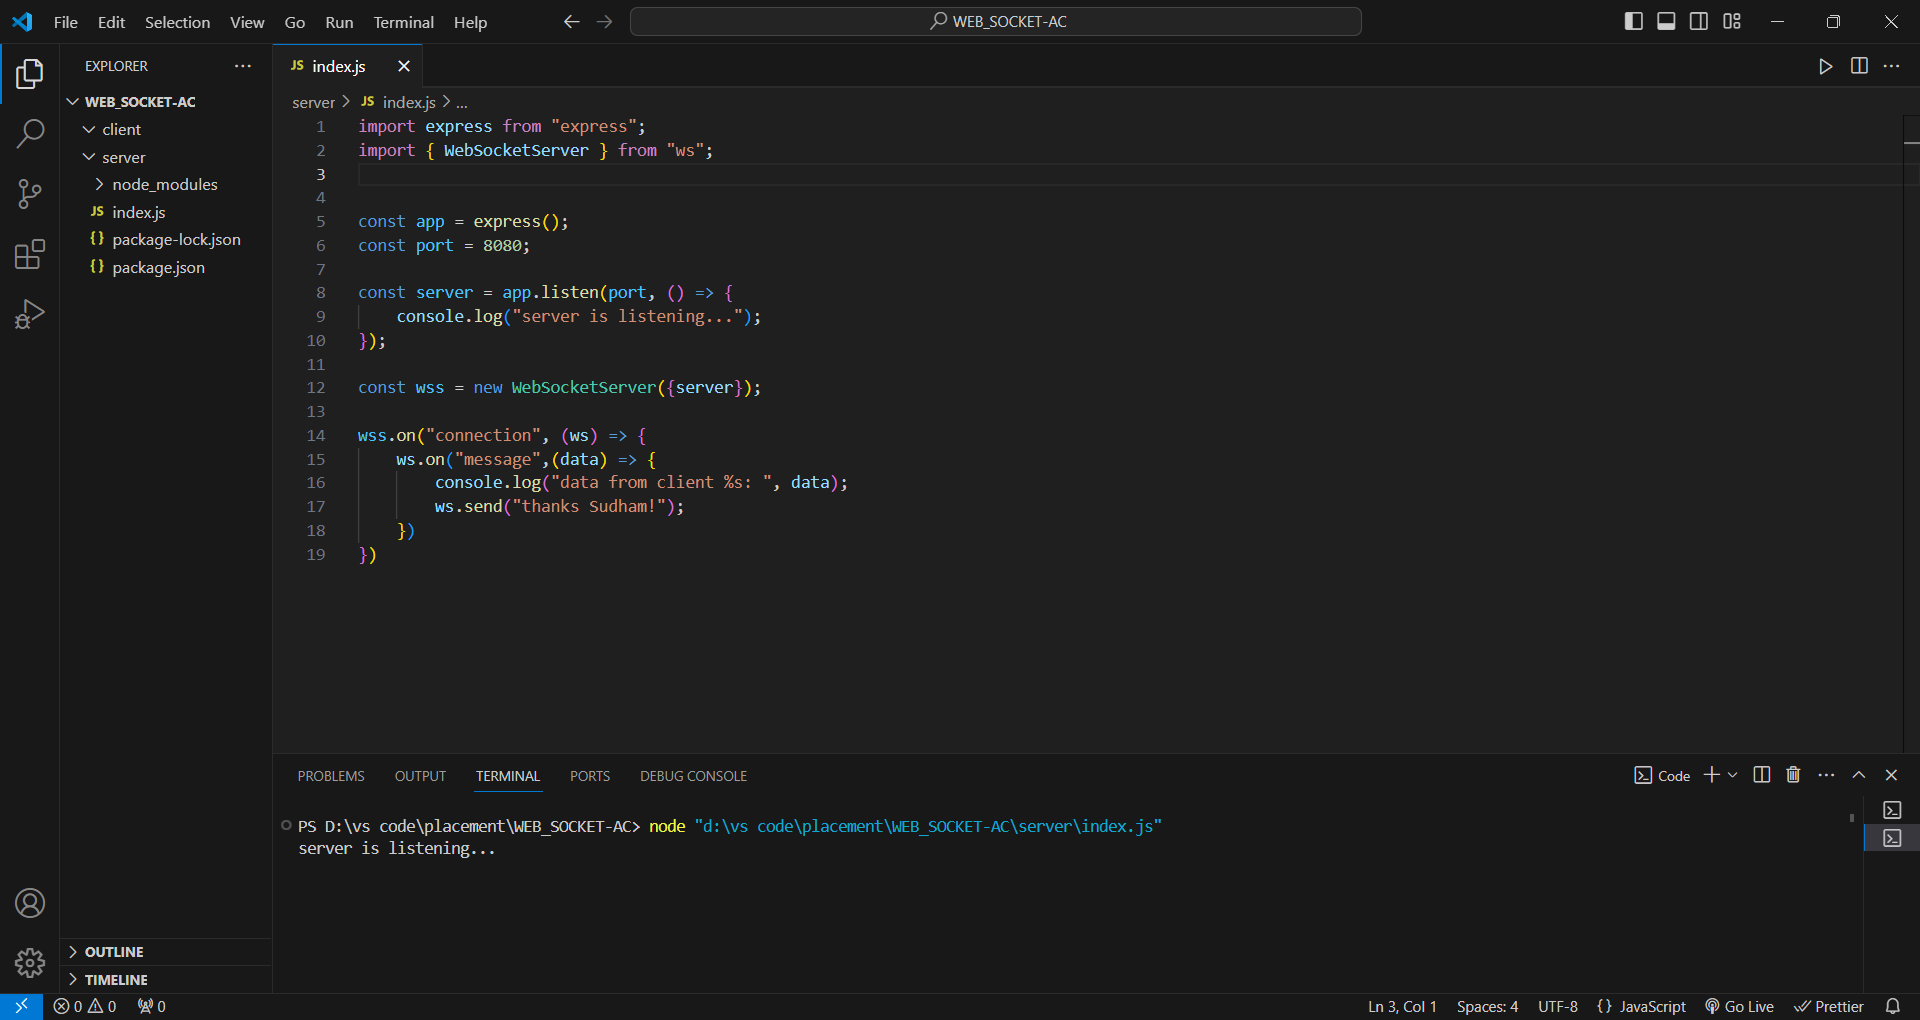 File Edit Selection View Go Run Terminal Help WEB_SOCKET-AC
EXPLORER
WEB_SOCKET-AC
client
server
node_modules
JS index.js
{} package-lock.json
{} package.json
OUTLINE
TIMELINE
JS index.js
server > JS index.js > ...
1 import express from "express";
2 import { WebSocketServer } from "ws";
3
4
5 const app = express();
6 const port = 8080;
7
8 const server = app.listen(port, () => {
9 console.log("server is listening...");
10 });
11
12 const wss = new WebSocketServer({server});
13
14 wss.on("connection", (ws) => {
15 ws.on("message",(data) => {
16 console.log("data from client %s: ", data);
17 ws.send("thanks Sudham!");
18 })
19 })
PROBLEMS OUTPUT TERMINAL PORTS DEBUG CONSOLE Code
PS D:\vs code\placement\WEB_SOCKET-AC> node "d:\vs code\placement\WEB_SOCKET-AC\server\index.js"
server is listening...
0 0 0 Ln 3, Col 1 Spaces: 4 UTF-8 {} JavaScript Go Live Prettier